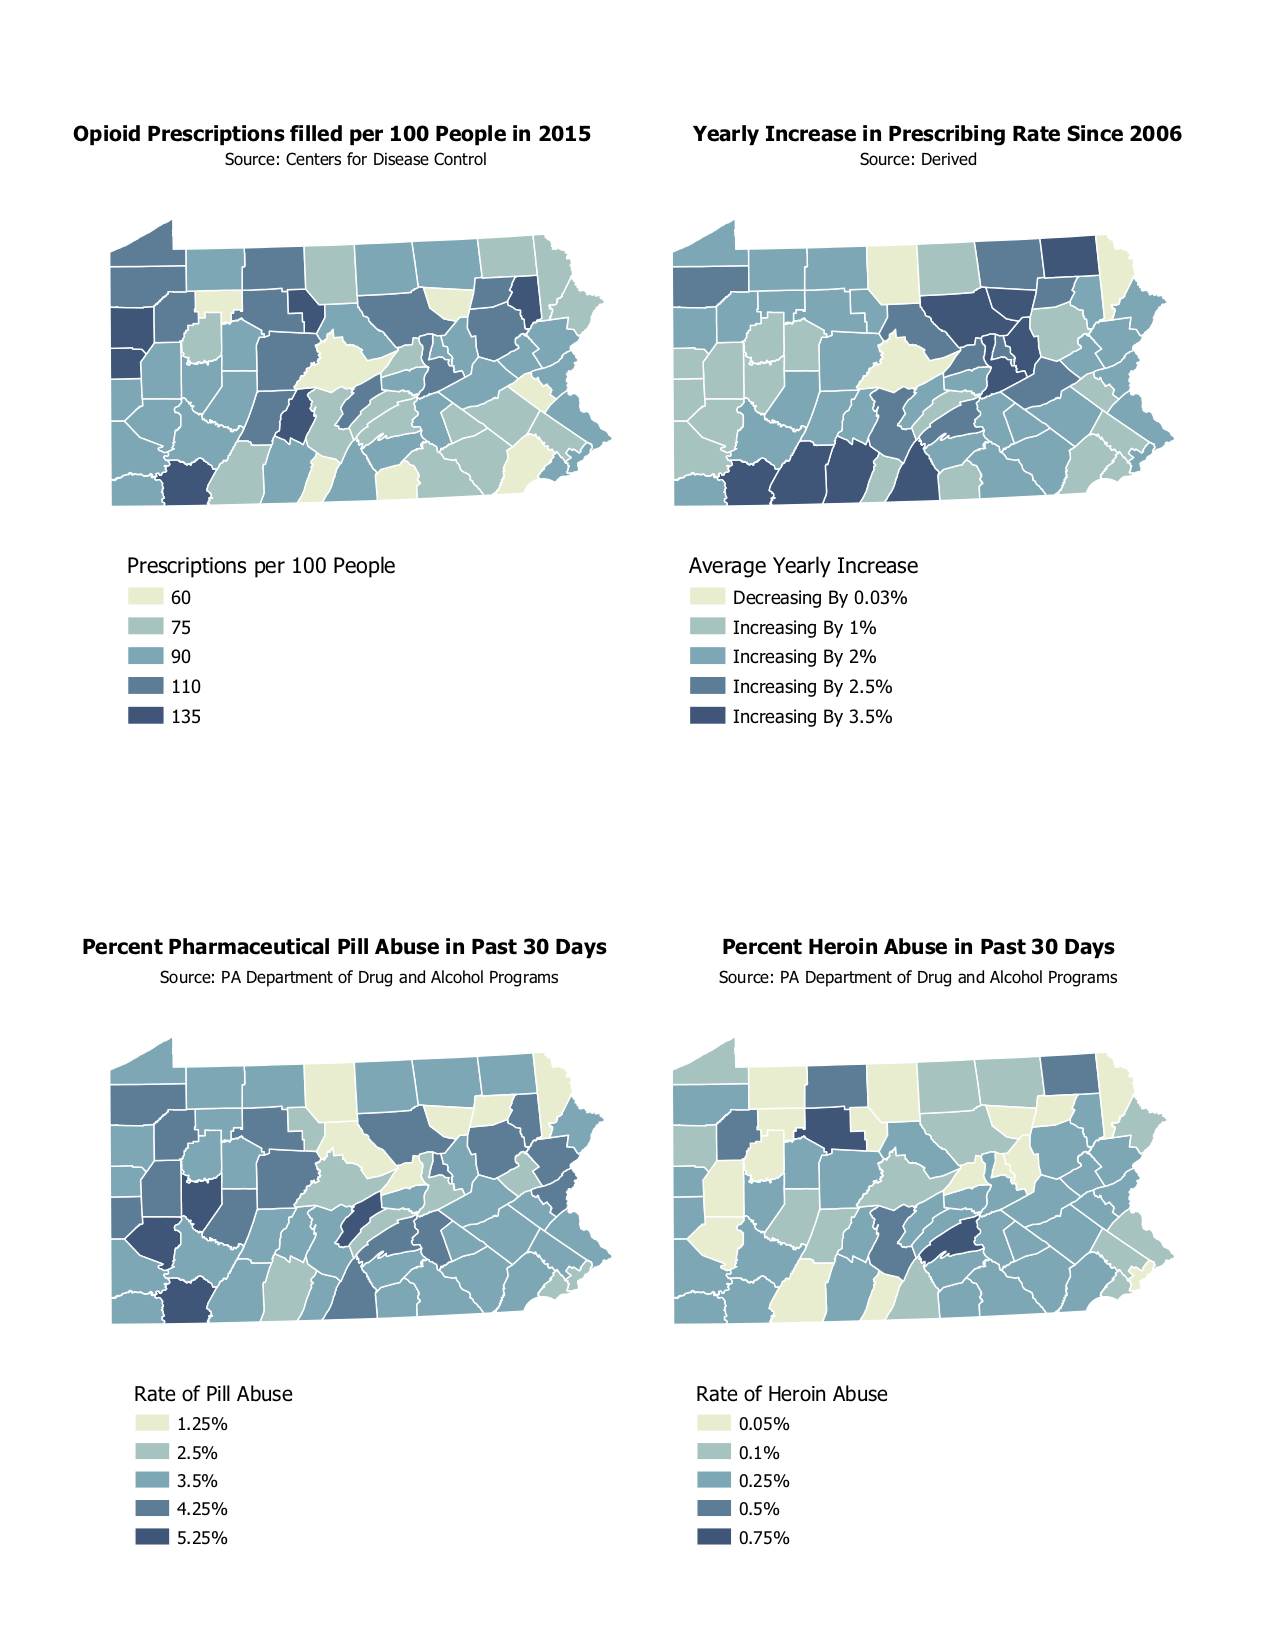 Opioid Prescriptions filled per 100 People in 2015
Source: Centers for Disease Control
Prescriptions per 100 People
60
75
90
110
135
Yearly Increase in Prescribing Rate Since 2006
Source: Derived
Average Yearly Increase
Decreasing By 0.03%
Increasing By 1%
Increasing By 2%
Increasing By 2.5%
Increasing By 3.5%
Percent Pharmaceutical Pill Abuse in Past 30 Days
Source: PA Department of Drug and Alcohol Programs
Rate of Pill Abuse
1.25%
2.5%
3.5%
4.25%
5.25%
Percent Heroin Abuse in Past 30 Days
Source: PA Department of Drug and Alcohol Programs
Rate of Heroin Abuse
0.05%
0.1%
0.25%
0.5%
0.75%